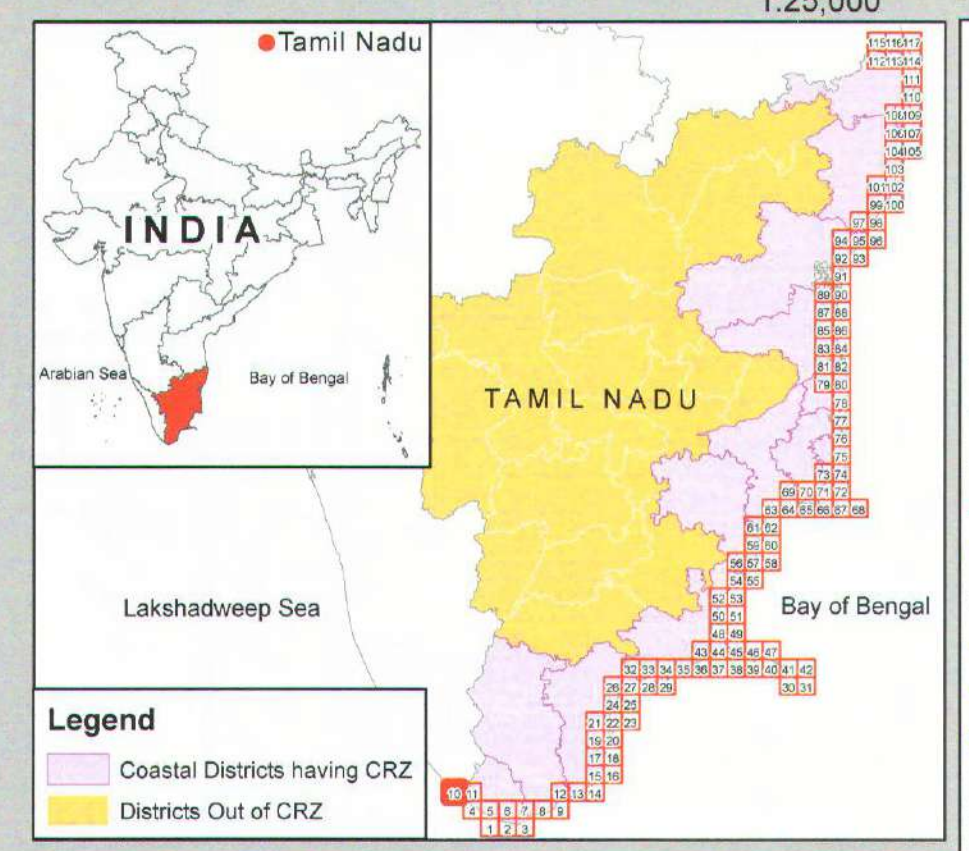 1:25,000
Tamil Nadu
INDIA
Arabian Sea
Bay of Bengal
TAMIL NADU
Lakshadweep Sea
Bay of Bengal
Legend
Coastal Districts having CRZ
Districts Out of CRZ
115 116 117
112 113 114
111
110
108 109
106 107
104 105
103
101 102
99 100
97 98
94 95 96
92 93
91
89 90
87 88
85 86
83 84
81 82
79 80
78
77
76
75
73 74
69 70 71 72
63 64 65 66 67 68
61 62
59 60
56 57 58
54 55
52 53
50 51
48 49
43 44 45 46 47
32 33 34 35 36 37 38 39 40 41 42
26 27 28 29 30 31
24 25
21 22 23
19 20
17 18
15 16
10 11 12 13 14
4 5 6 7 8 9
1 2 3